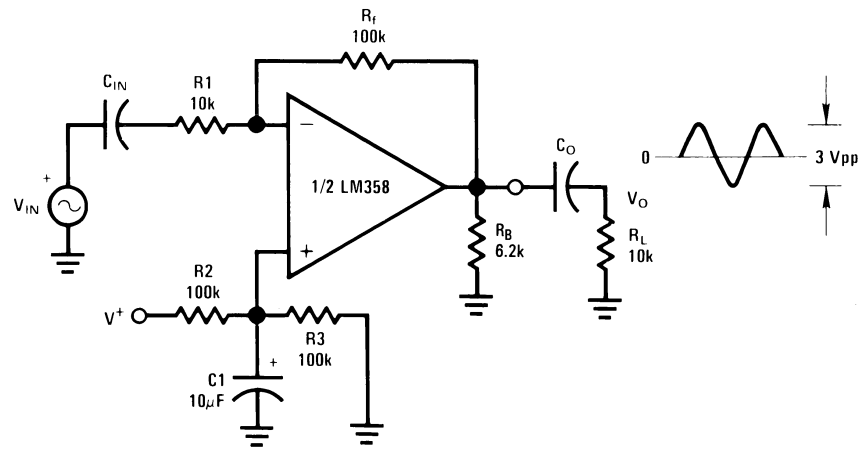 Rf
100k
CIN
R1
10k
−
1/2 LM358
+
+
VIN
R2
100k
V+
R3
100k
+
C1
10μF
RB
6.2k
CO
VO
RL
10k
0
3 Vpp